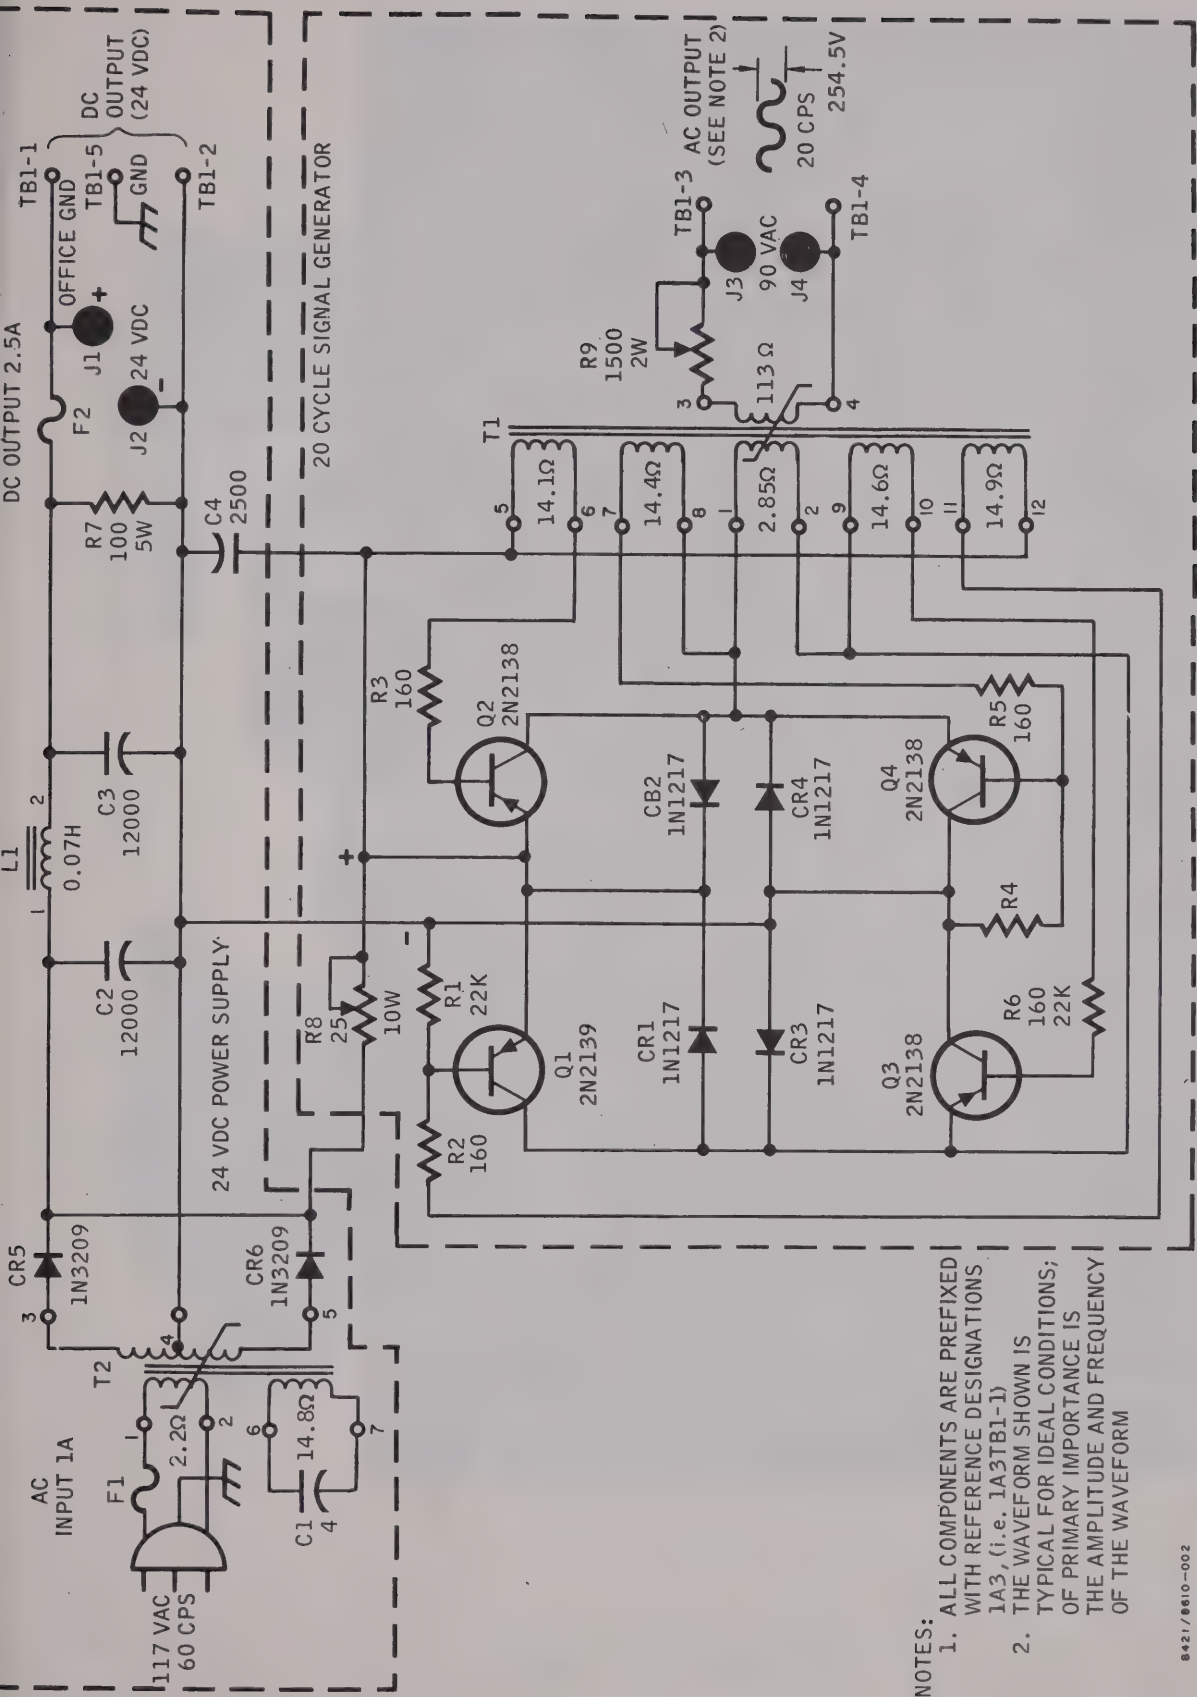 AC
INPUT 1A
117 VAC
60 CPS
F1
1
2.2Ω
2
T2
6
14.8Ω
7
C1
4
3
4
5
CR5
1N3209
CR6
1N3209
24 VDC POWER SUPPLY
C2
12000
L1
1
2
0.07H
C3
12000
DC OUTPUT 2.5A
R7
100
5W
F2
J1
+
J2
24 VDC
-
OFFICE GND
TB1-1
TB1-5
GND
TB1-2
DC
OUTPUT
(24 VDC)
C4
2500
20 CYCLE SIGNAL GENERATOR
R8
25
10W
+
-
R1
22K
R2
160
Q1
2N2139
R3
160
Q2
2N2138
CR1
1N1217
CB2
1N1217
CR3
1N1217
CR4
1N1217
Q3
2N2138
Q4
2N2138
R4
R5
160
R6
160
22K
T1
5
14.1Ω
6
7
14.4Ω
8
1
2.85Ω
2
9
14.6Ω
10
11
14.9Ω
12
3
113 Ω
4
R9
1500
2W
J3
90 VAC
J4
TB1-3
TB1-4
AC OUTPUT
(SEE NOTE 2)
20 CPS
254.5V
NOTES:
1. ALL COMPONENTS ARE PREFIXED
WITH REFERENCE DESIGNATIONS
1A3, (i.e. 1A3TB1-1)
2. THE WAVEFORM SHOWN IS
TYPICAL FOR IDEAL CONDITIONS;
OF PRIMARY IMPORTANCE IS
THE AMPLITUDE AND FREQUENCY
OF THE WAVEFORM
8421/8610-002